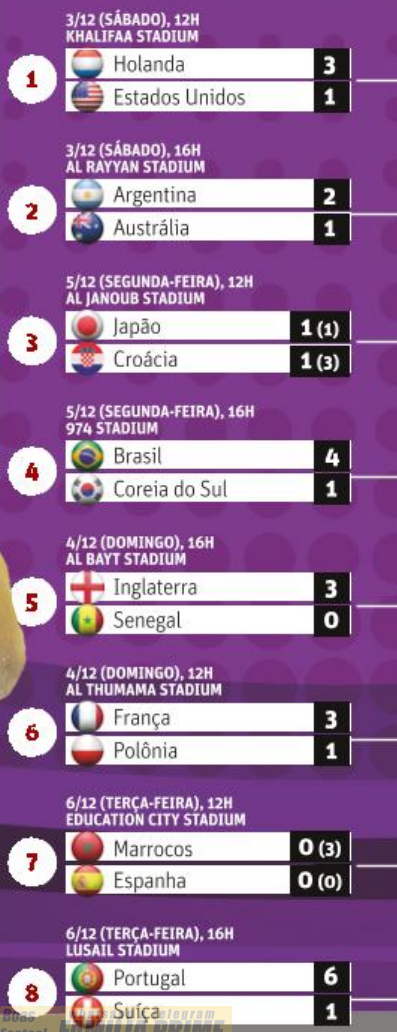 3/12 (SÁBADO), 12H
KHALIFAA STADIUM
1
Holanda 3
Estados Unidos 1
3/12 (SÁBADO), 16H
AL RAYYAN STADIUM
2
Argentina 2
Austrália 1
5/12 (SEGUNDA-FEIRA), 12H
AL JANOUB STADIUM
3
Japão 1 (1)
Croácia 1 (3)
5/12 (SEGUNDA-FEIRA), 16H
974 STADIUM
4
Brasil 4
Coreia do Sul 1
4/12 (DOMINGO), 16H
AL BAYT STADIUM
5
Inglaterra 3
Senegal 0
4/12 (DOMINGO), 12H
AL THUMAMA STADIUM
6
França 3
Polônia 1
6/12 (TERÇA-FEIRA), 12H
EDUCATION CITY STADIUM
7
Marrocos 0 (3)
Espanha 0 (0)
6/12 (TERÇA-FEIRA), 16H
LUSAIL STADIUM
8
Portugal 6
Suíça 1
FAMÍLIA PRIME